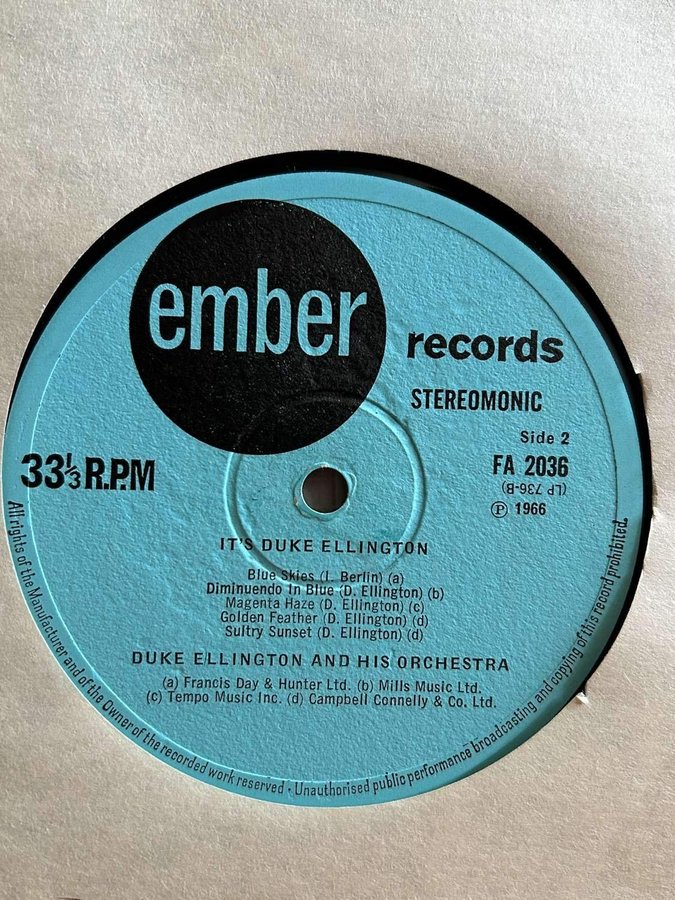 ember
records
STEREOMONIC
Side 2
33⅓ R.P.M
FA 2036
(LP 736-B)
℗ 1966
IT'S DUKE ELLINGTON
Blue Skies (I. Berlin) (a)
Diminuendo In Blue (D. Ellington) (b)
Magenta Haze (D. Ellington) (c)
Golden Feather (D. Ellington) (d)
Sultry Sunset (D. Ellington) (d)
DUKE ELLINGTON AND HIS ORCHESTRA
(a) Francis Day & Hunter Ltd. (b) Mills Music Ltd.
(c) Tempo Music Inc. (d) Campbell Connelly & Co. Ltd.
All rights of the Manufacturer and of the Owner of the recorded work reserved · Unauthorised public performance broadcasting and copying of this record prohibited.